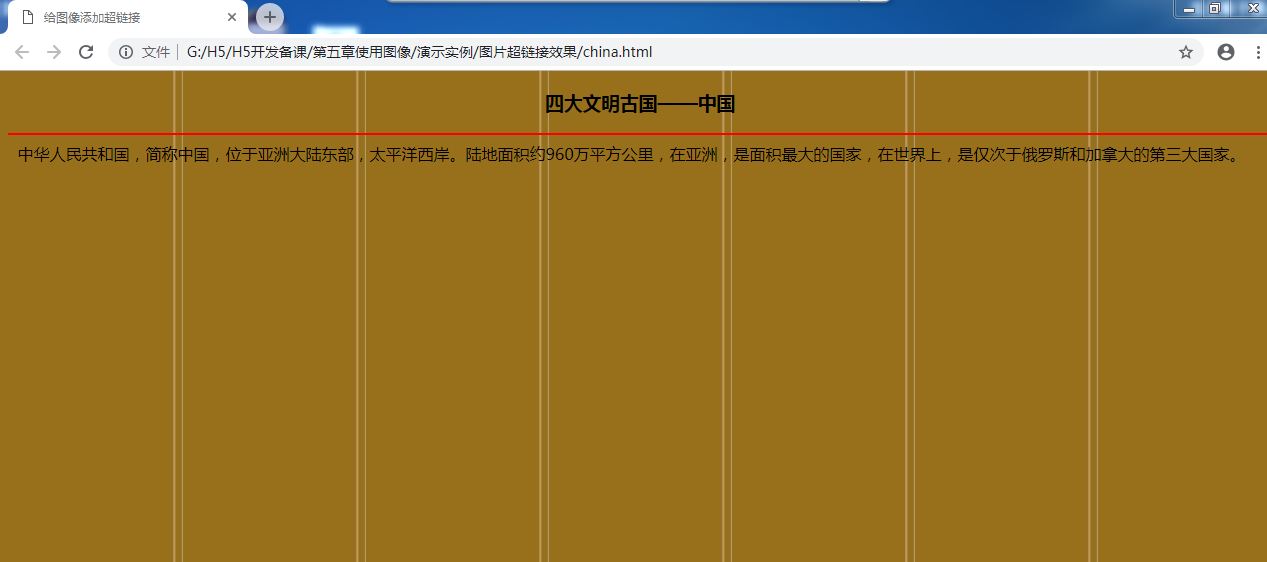 给图像添加超链接
文件 G:/H5/H5开发备课/第五章使用图像/演示实例/图片超链接效果/china.html
四大文明古国——中国
中华人民共和国，简称中国，位于亚洲大陆东部，太平洋西岸。陆地面积约960万平方公里，在亚洲，是面积最大的国家，在世界上，是仅次于俄罗斯和加拿大的第三大国家。